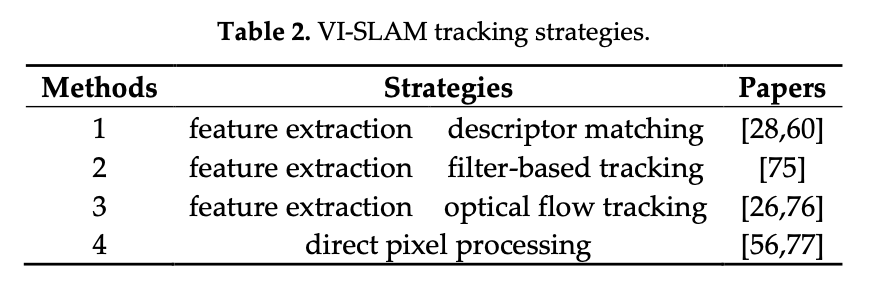 Table 2. VI-SLAM tracking strategies.
Methods Strategies Papers
1 feature extraction descriptor matching [28,60]
2 feature extraction filter-based tracking [75]
3 feature extraction optical flow tracking [26,76]
4 direct pixel processing [56,77]